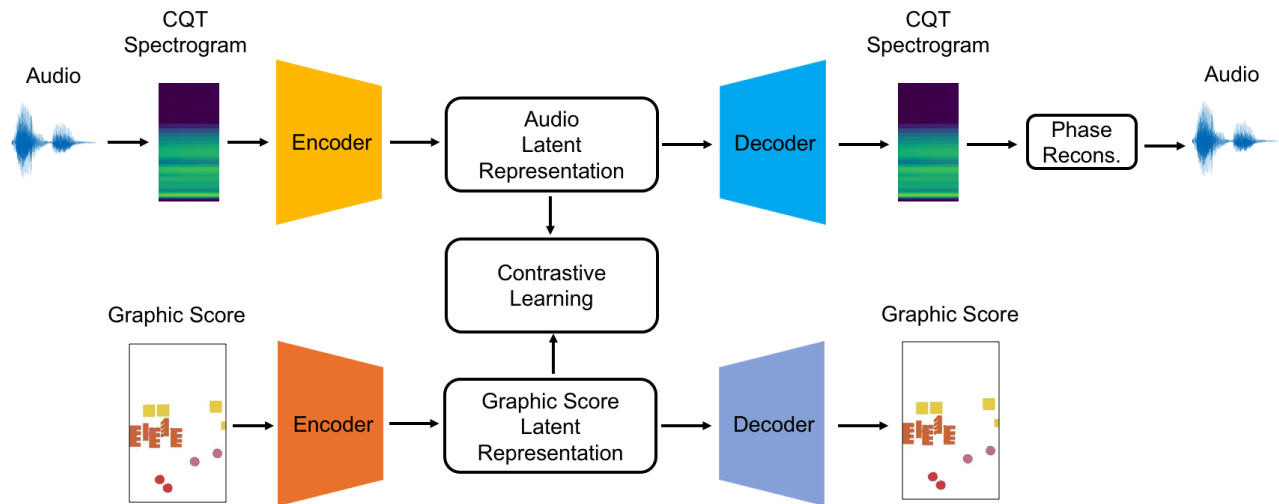 CQT
Spectrogram
CQT
Spectrogram
Audio
Audio
Encoder
Audio
Latent
Representation
Decoder
Phase
Recons.
Contrastive
Learning
Graphic Score
Graphic Score
Encoder
Graphic Score
Latent
Representation
Decoder